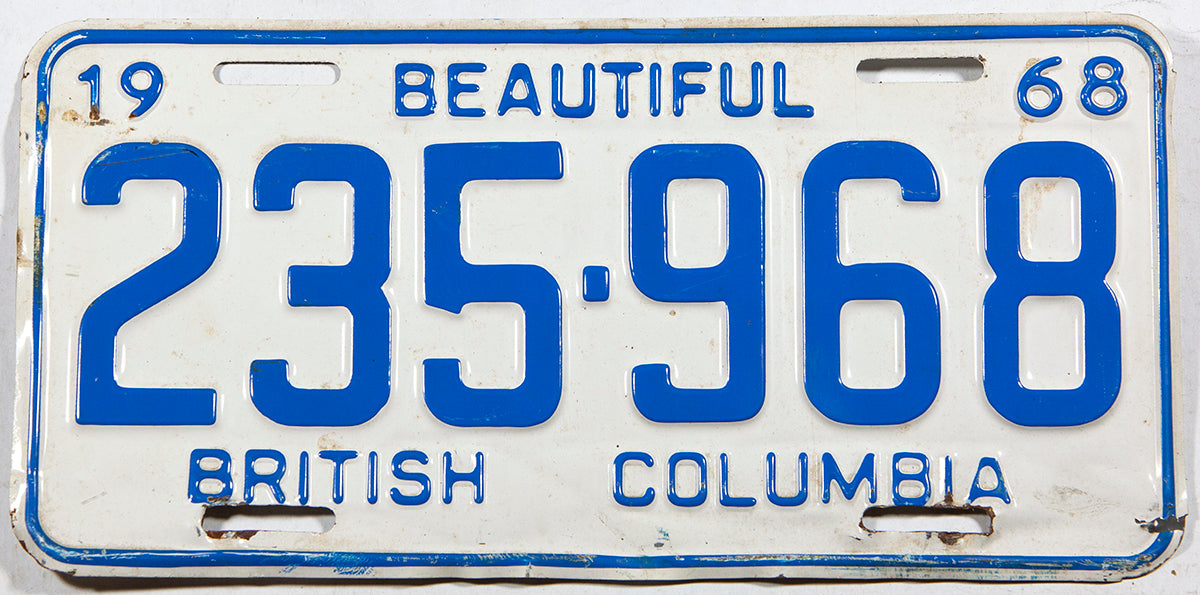 19 BEAUTIFUL 68
235·968
BRITISH COLUMBIA